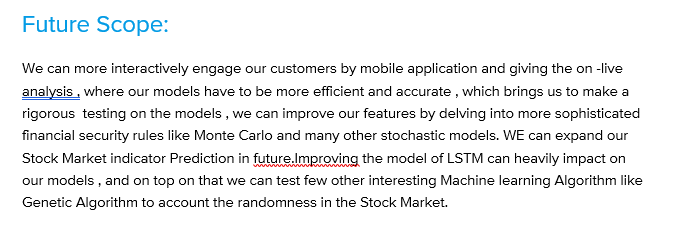 Future Scope:
We can more interactively engage our customers by mobile application and giving the on -live
analysis , where our models have to be more efficient and accurate , which brings us to make a
rigorous  testing on the models , we can improve our features by delving into more sophisticated
financial security rules like Monte Carlo and many other stochastic models. WE can expand our
Stock Market indicator Prediction in future.Improving the model of LSTM can heavily impact on
our models , and on top on that we can test few other interesting Machine learning Algorithm like
Genetic Algorithm to account the randomness in the Stock Market.